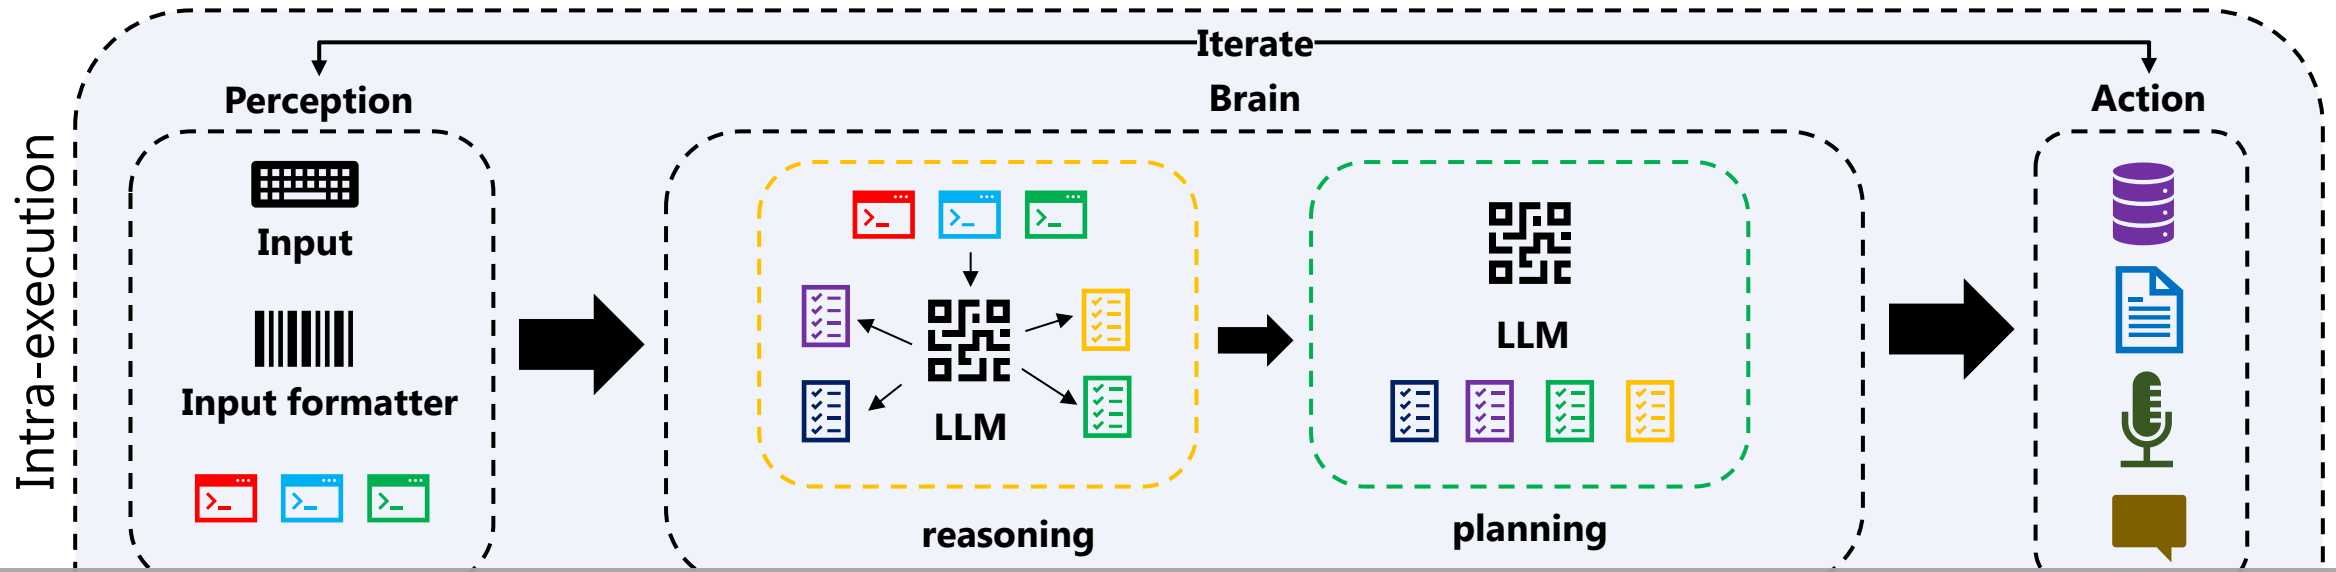 Intra-execution
Iterate
Perception
Brain
Action
Input
Input formatter
LLM
reasoning
LLM
planning